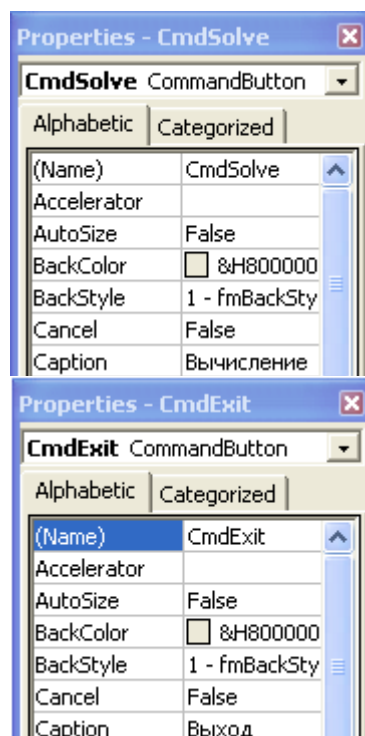 Properties - CmdSolve
CmdSolve CommandButton
Alphabetic Categorized
(Name) CmdSolve
Accelerator
AutoSize False
BackColor &H800000
BackStyle 1 - fmBackSty
Cancel False
Caption Вычисление
Properties - CmdExit
CmdExit CommandButton
Alphabetic Categorized
(Name) CmdExit
Accelerator
AutoSize False
BackColor &H800000
BackStyle 1 - fmBackSty
Cancel False
Caption Выход